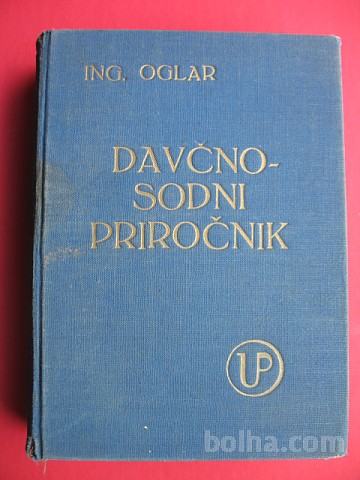 ING. OGLAR
DAVČNO-
SODNI
PRIROČNIK
UP
bolha.com